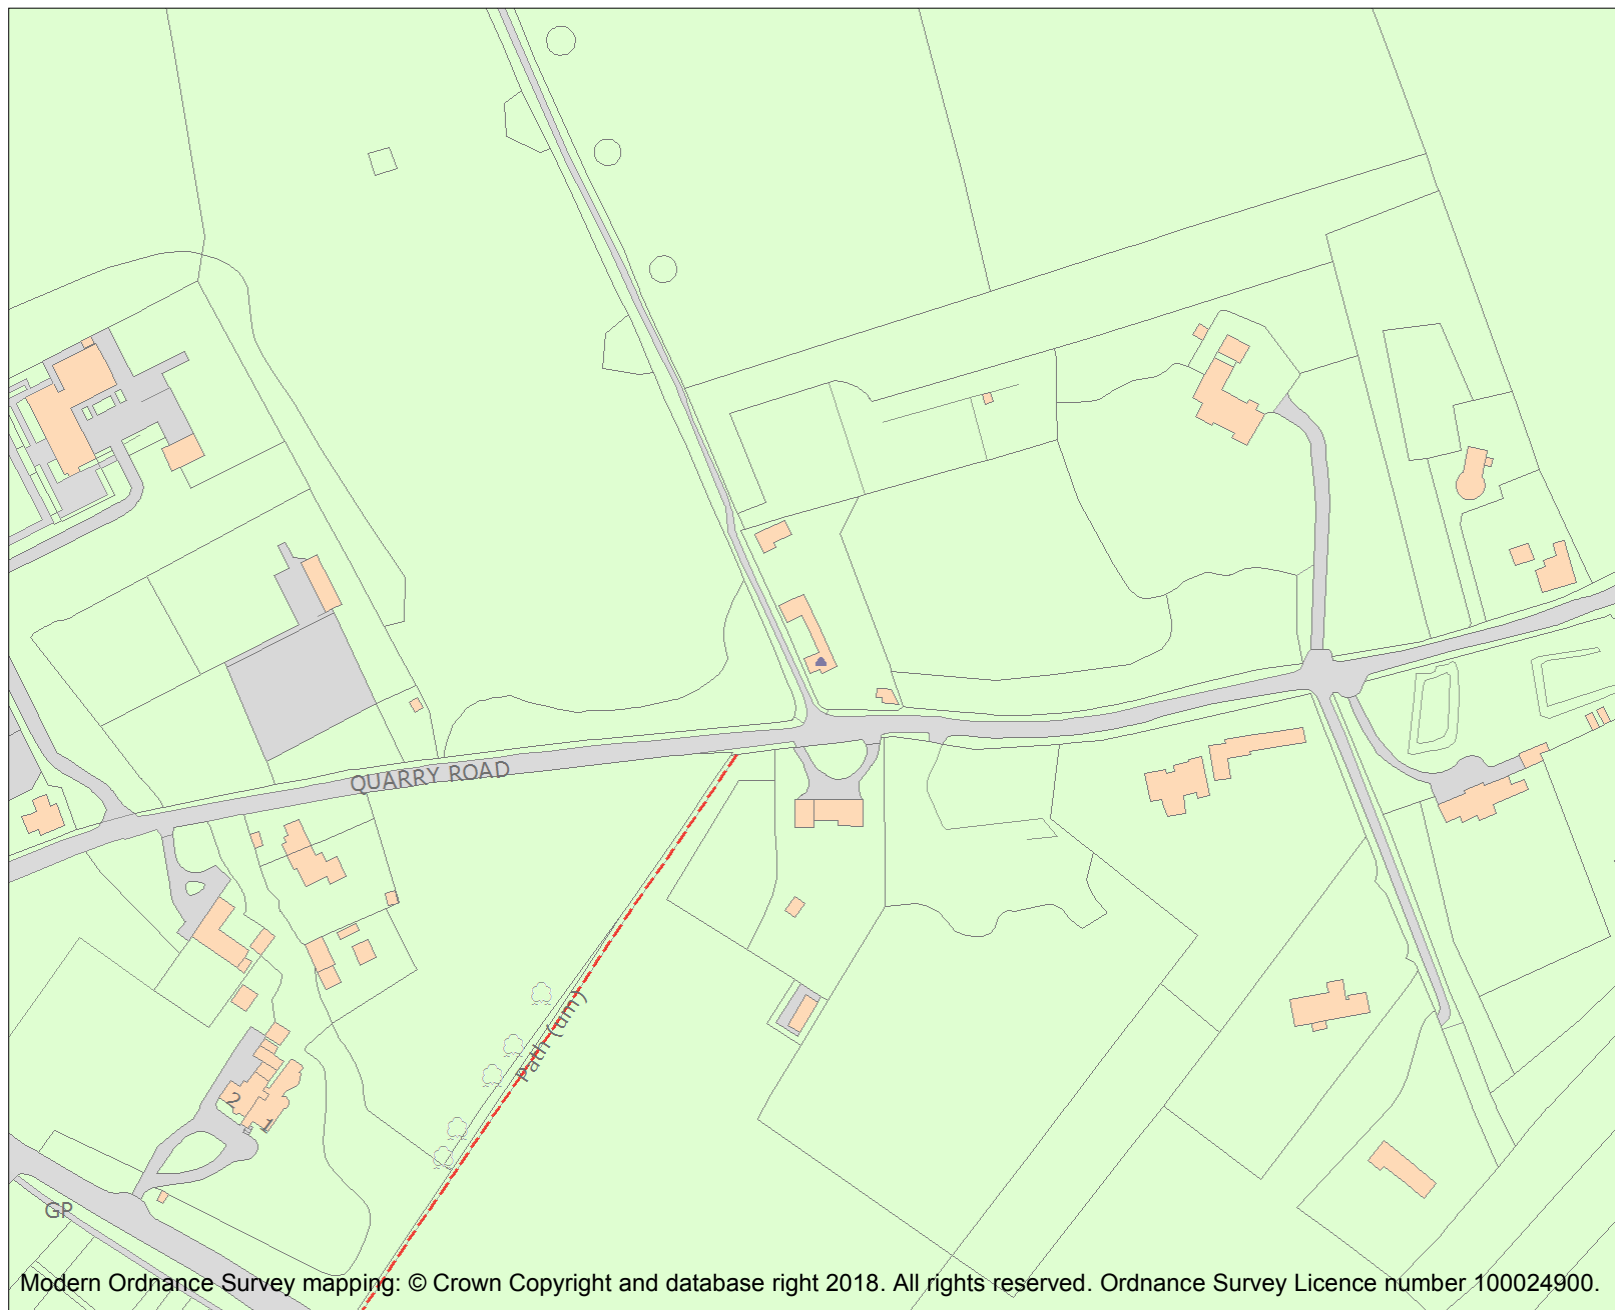 QUARRY ROAD
Path (um)
2
1
GP
Modern Ordnance Survey mapping: © Crown Copyright and database right 2018. All rights reserved. Ordnance Survey Licence number 100024900.